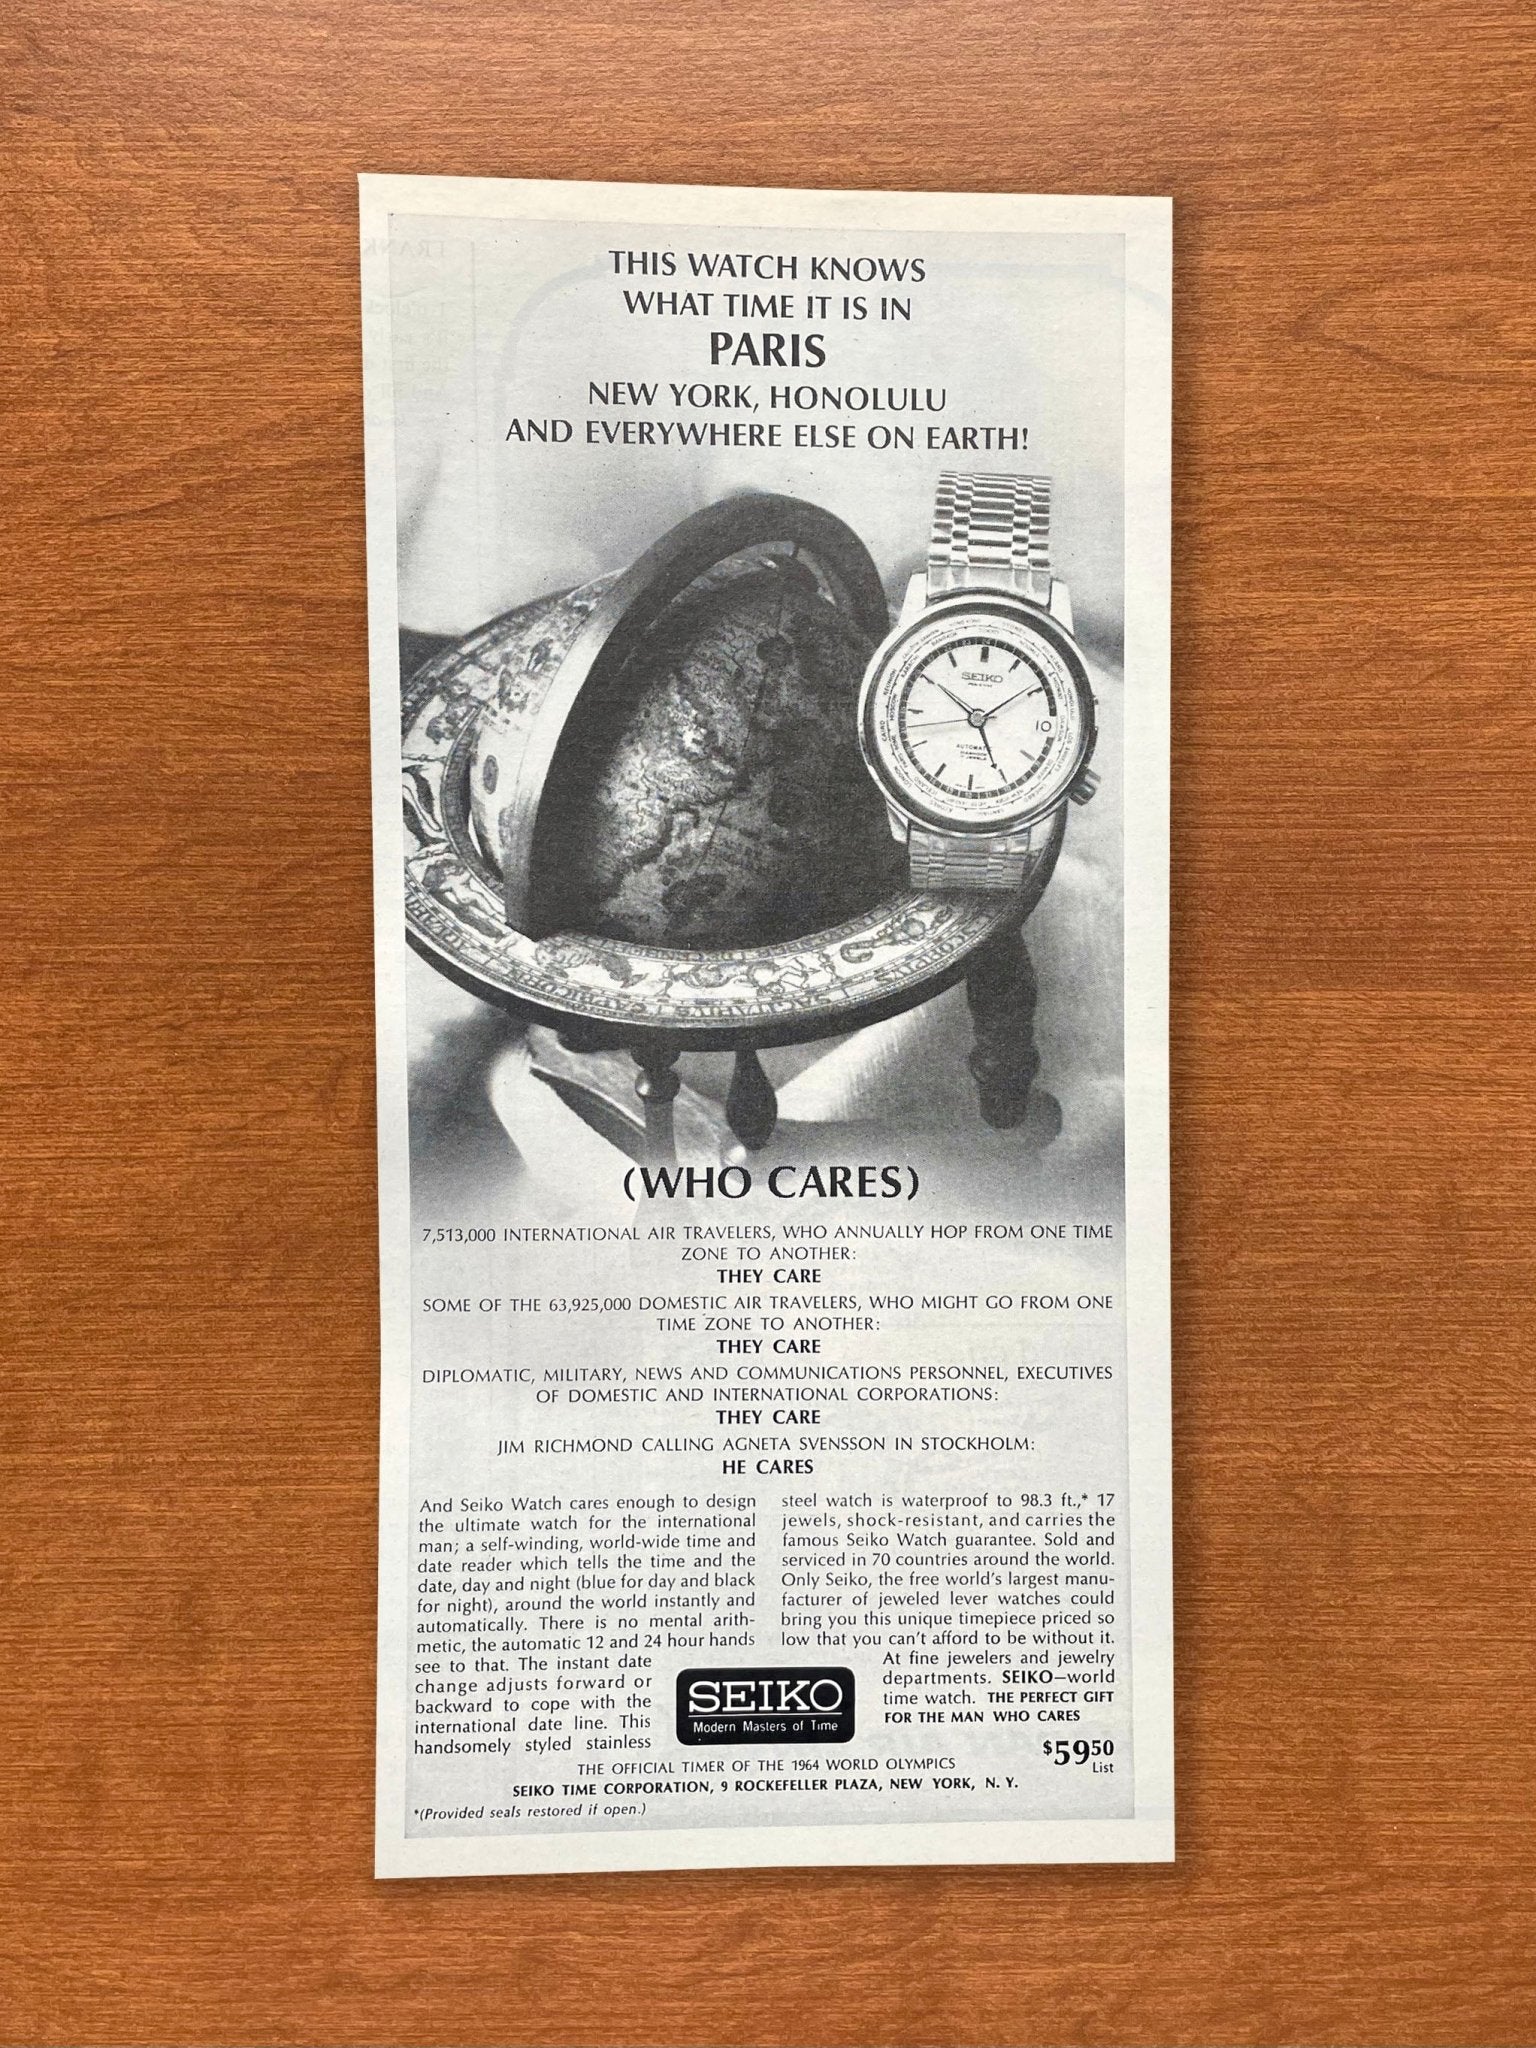 THIS WATCH KNOWS
WHAT TIME IT IS IN
PARIS
NEW YORK, HONOLULU
AND EVERYWHERE ELSE ON EARTH!
SEIKO
10
AUTOMATIC
SCORPIVS
SAGITARIVS
CAPRICORN
(WHO CARES)
7,513,000 INTERNATIONAL AIR TRAVELERS, WHO ANNUALLY HOP FROM ONE TIME
ZONE TO ANOTHER:
THEY CARE
SOME OF THE 63,925,000 DOMESTIC AIR TRAVELERS, WHO MIGHT GO FROM ONE
TIME ZONE TO ANOTHER:
THEY CARE
DIPLOMATIC, MILITARY, NEWS AND COMMUNICATIONS PERSONNEL, EXECUTIVES
OF DOMESTIC AND INTERNATIONAL CORPORATIONS:
THEY CARE
JIM RICHMOND CALLING AGNETA SVENSSON IN STOCKHOLM:
HE CARES
And Seiko Watch cares enough to design
the ultimate watch for the international
man; a self-winding, world-wide time and
date reader which tells the time and the
date, day and night (blue for day and black
for night), around the world instantly and
automatically. There is no mental arith-
metic, the automatic 12 and 24 hour hands
see to that. The instant date
change adjusts forward or
backward to cope with the
international date line. This
handsomely styled stainless
steel watch is waterproof to 98.3 ft.,* 17
jewels, shock-resistant, and carries the
famous Seiko Watch guarantee. Sold and
serviced in 70 countries around the world.
Only Seiko, the free world's largest manu-
facturer of jeweled lever watches could
bring you this unique timepiece priced so
low that you can't afford to be without it.
At fine jewelers and jewelry
departments. SEIKO—world
time watch. THE PERFECT GIFT
FOR THE MAN WHO CARES
SEIKO
Modern Masters of Time
$59.50
List
THE OFFICIAL TIMER OF THE 1964 WORLD OLYMPICS
SEIKO TIME CORPORATION, 9 ROCKEFELLER PLAZA, NEW YORK, N. Y.
*(Provided seals restored if open.)